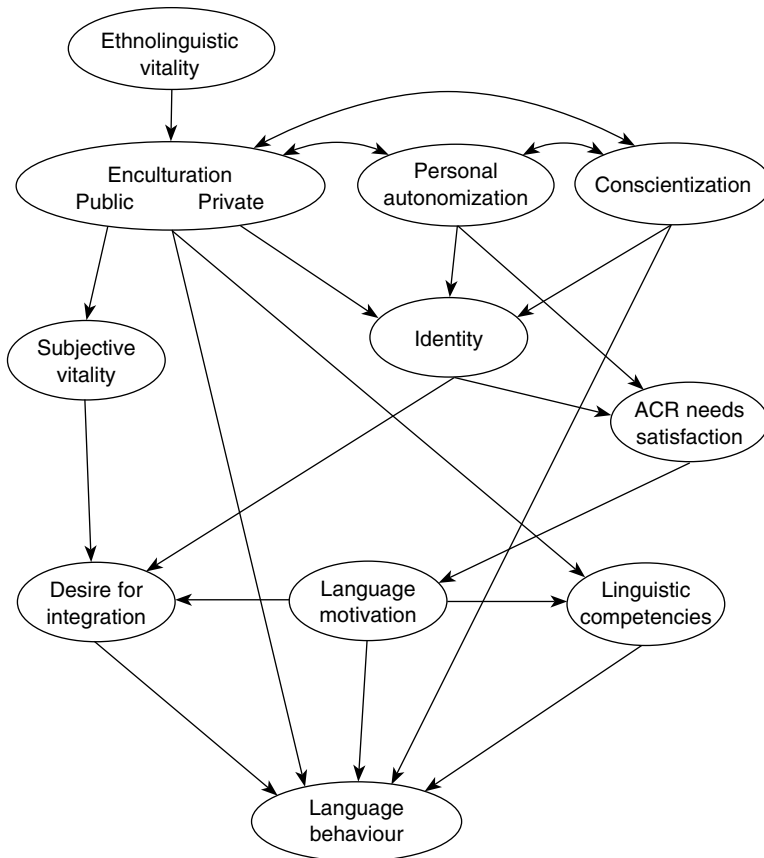 Ethnolinguistic
vitality
Enculturation
Public Private
Personal
autonomization
Conscientization
Identity
Subjective
vitality
ACR needs
satisfaction
Desire for
integration
Language
motivation
Linguistic
competencies
Language
behaviour